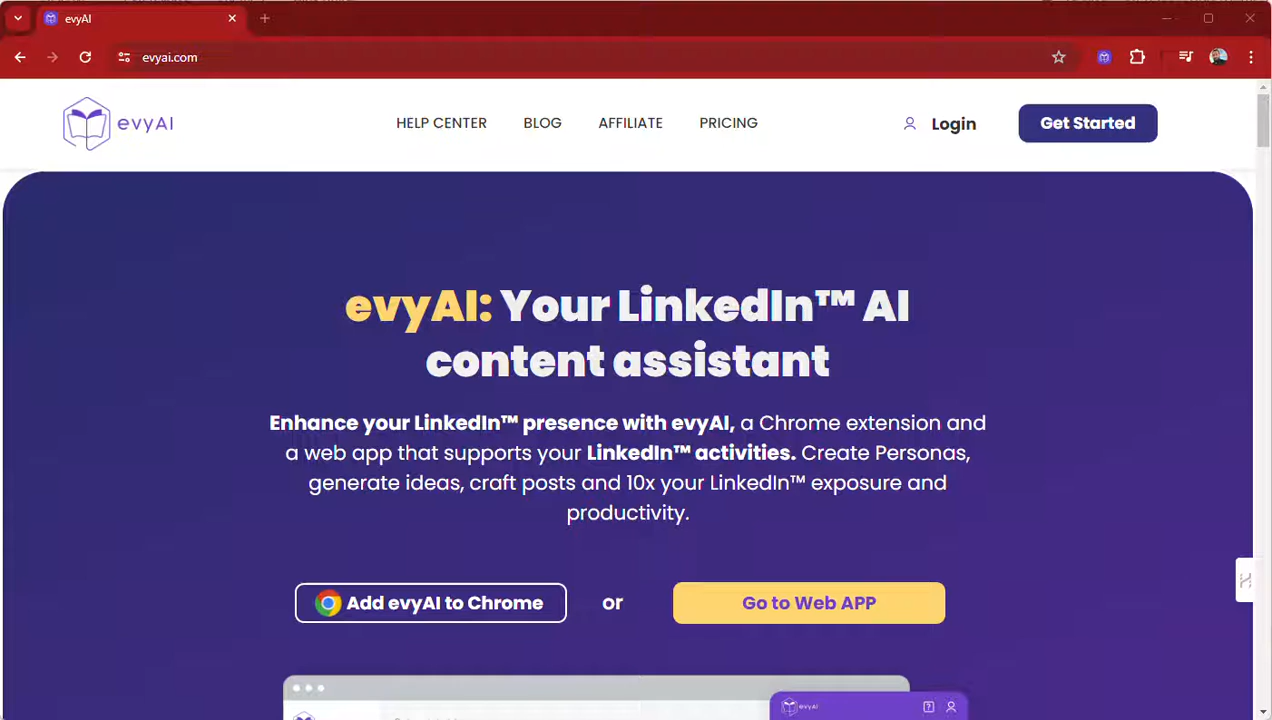 evyAI
evyai.com
evyAI
HELP CENTER
BLOG
AFFILIATE
PRICING
Login
Get Started
evyAI: Your LinkedIn™ AI
content assistant
Enhance your LinkedIn™ presence with evyAI, a Chrome extension and
a web app that supports your LinkedIn™ activities. Create Personas,
generate ideas, craft posts and 10x your LinkedIn™ exposure and
productivity.
Add evyAI to Chrome
or
Go to Web APP
evyAI